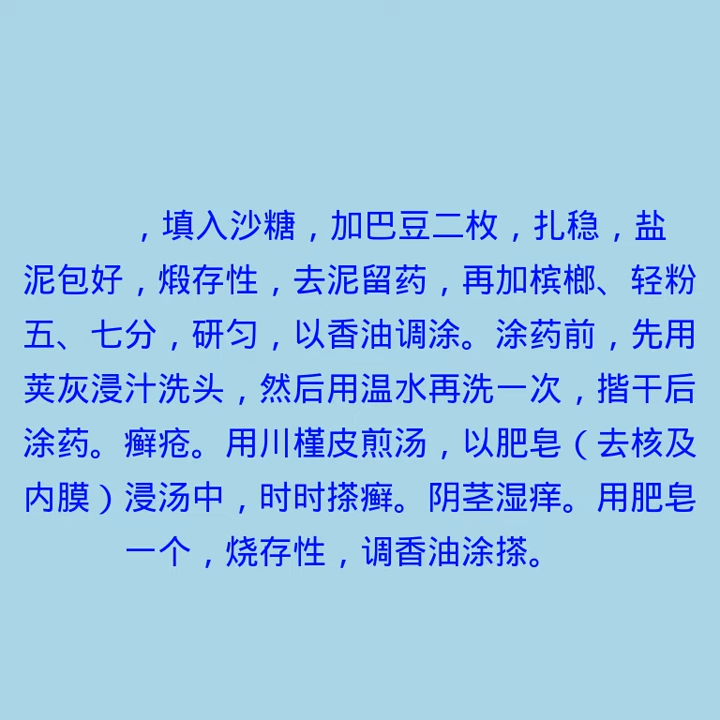 ，填入沙糖，加巴豆二枚，扎稳，盐
泥包好，煅存性，去泥留药，再加槟榔、轻粉
五、七分，研匀，以香油调涂。涂药前，先用
荚灰浸汁洗头，然后用温水再洗一次，揩干后
涂药。癣疮。用川槿皮煎汤，以肥皂（去核及
内膜）浸汤中，时时搽癣。阴茎湿痒。用肥皂
一个，烧存性，调香油涂搽。